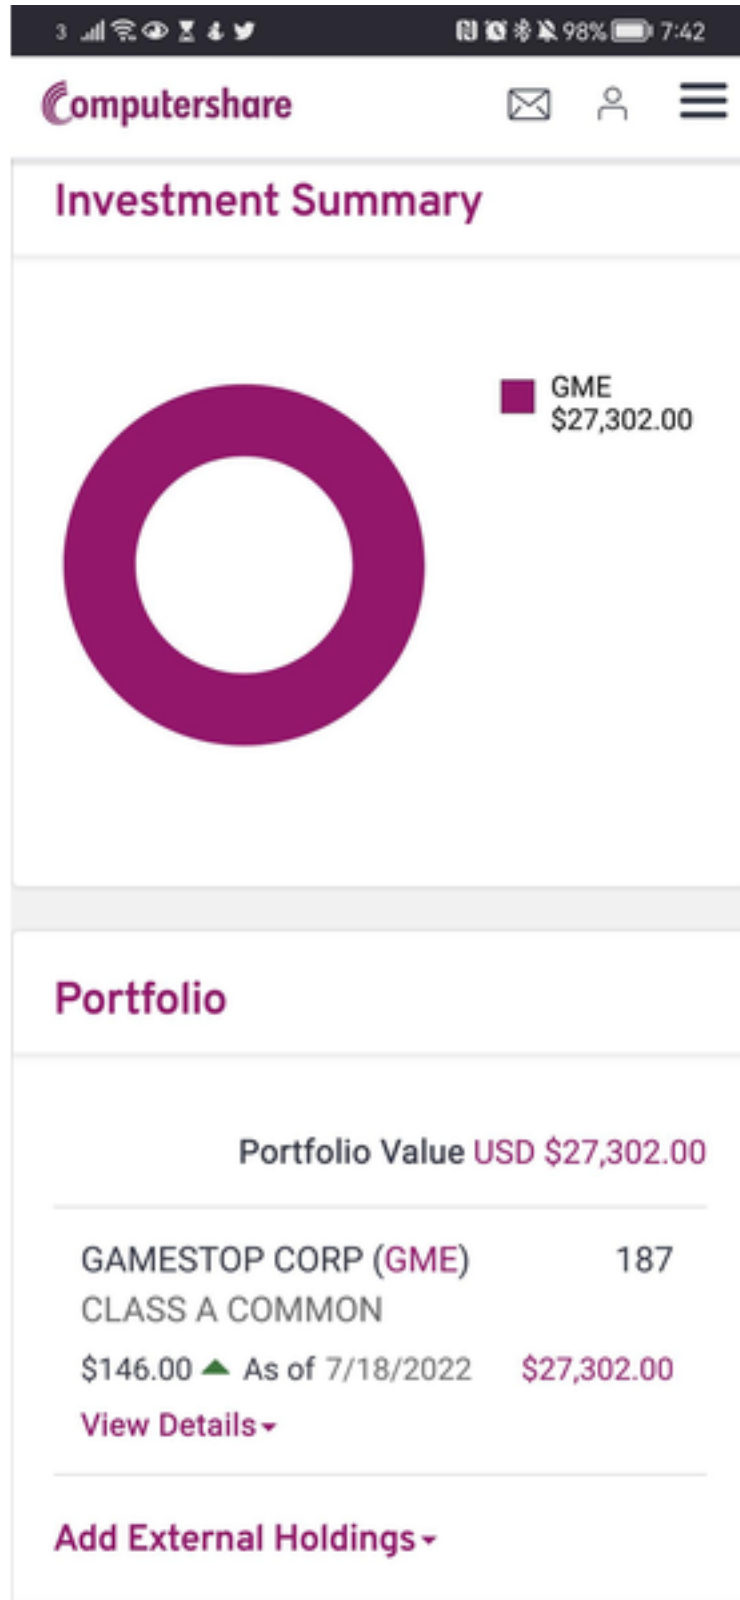 3 98% 7:42
Computershare
Investment Summary
GME
$27,302.00
Portfolio
Portfolio Value USD $27,302.00
GAMESTOP CORP (GME) 187
CLASS A COMMON
$146.00 As of 7/18/2022 $27,302.00
View Details
Add External Holdings